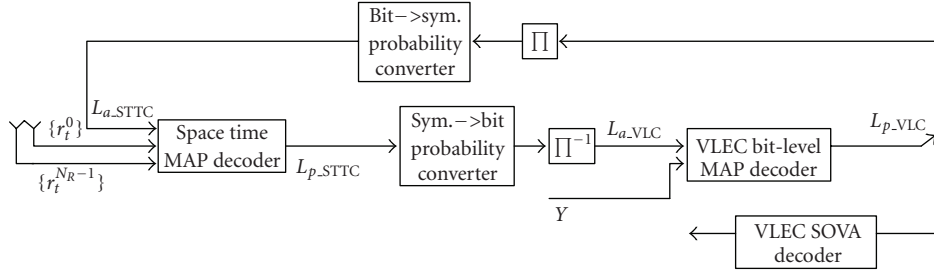 Bit−>sym.
probability
converter
∏
L_{a_STTC}
{r_t^0}
{r_t^{N_R−1}}
Space time
MAP decoder
L_{p_STTC}
Sym.−>bit
probability
converter
∏^{−1}
L_{a_VLC}
Y
VLEC bit-level
MAP decoder
L_{p_VLC}
VLEC SOVA
decoder